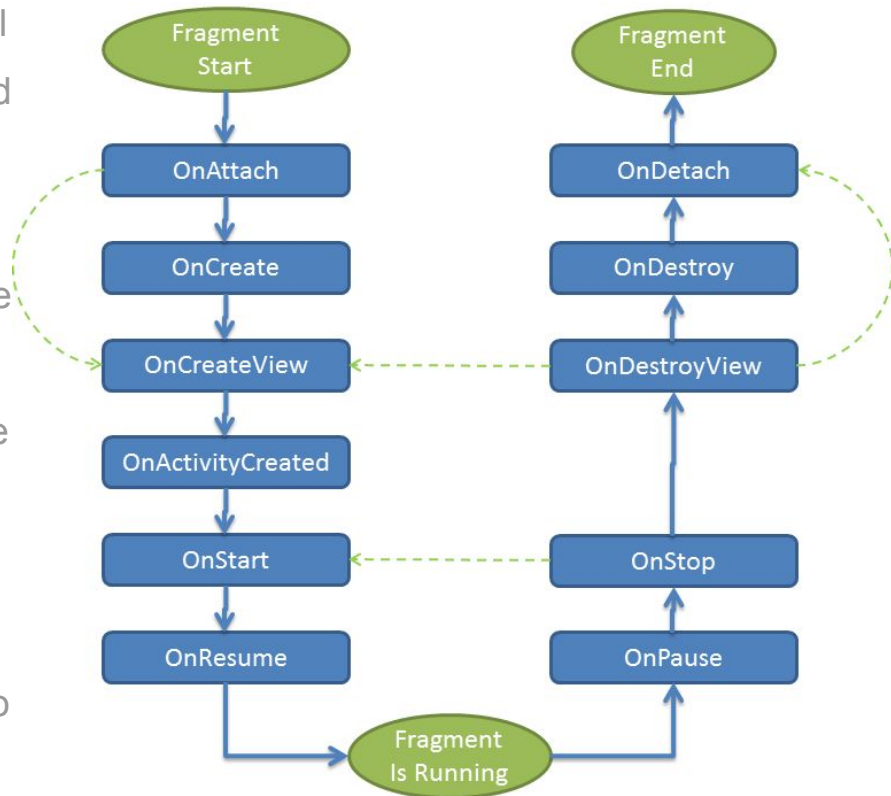 l
d
e
e
o
Fragment
Start
OnAttach
OnCreate
OnCreateView
OnActivityCreated
OnStart
OnResume
Fragment
Is Running
OnPause
OnStop
OnDestroyView
OnDestroy
OnDetach
Fragment
End